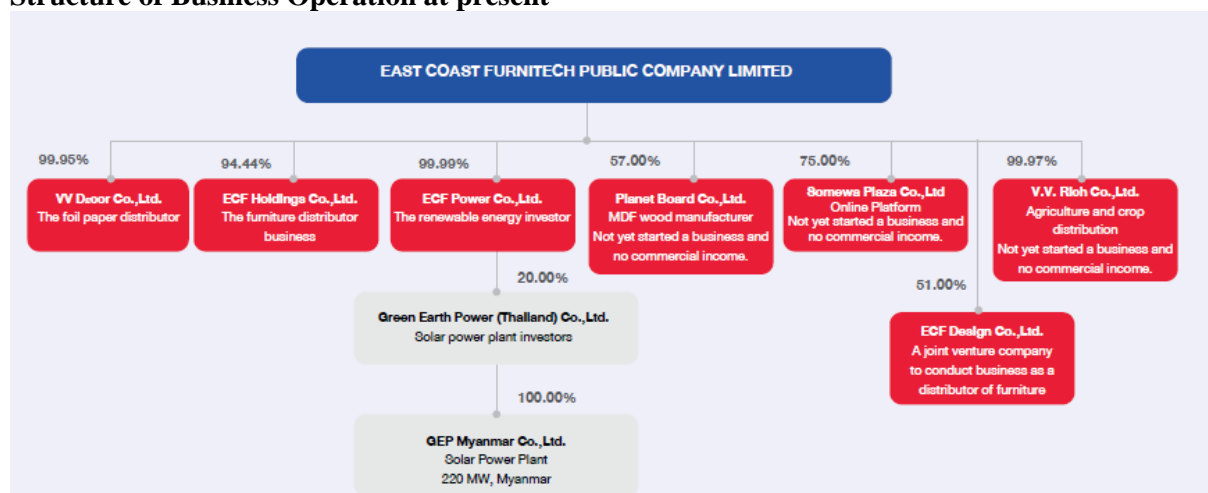 Structure of Business Operation at present
EAST COAST FURNITECH PUBLIC COMPANY LIMITED
99.95%
VV Decor Co.,Ltd.
The foil paper distributor
94.44%
ECF Holdings Co.,Ltd.
The furniture distributor
business
99.99%
ECF Power Co.,Ltd.
The renewable energy investor
57.00%
Planet Board Co.,Ltd.
MDF wood manufacturer
Not yet started a business and
no commercial income.
75.00%
Somewa Plaza Co.,Ltd
Online Platform
Not yet started a business and
no commercial income.
99.97%
V.V. Rich Co.,Ltd.
Agriculture and crop
distribution
Not yet started a business and
no commercial income.
20.00%
Green Earth Power (Thailand) Co.,Ltd.
Solar power plant investors
51.00%
ECF Design Co.,Ltd.
A joint venture company
to conduct business as a
distributor of furniture
100.00%
GEP Myanmar Co.,Ltd.
Solar Power Plant
220 MW, Myanmar